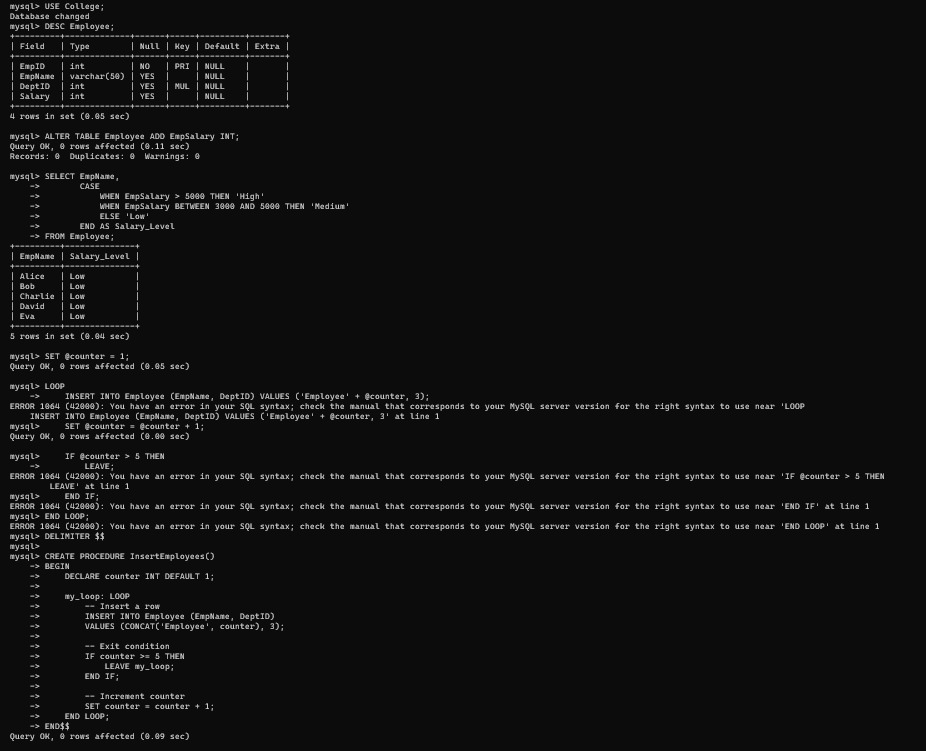 mysql> USE College;
Database changed
mysql> DESC Employee;
+---------+-------------+------+-----+---------+-------+
| Field   | Type        | Null | Key | Default | Extra |
+---------+-------------+------+-----+---------+-------+
| EmpID   | int         | NO   | PRI | NULL    |       |
| EmpName | varchar(50) | YES  |     | NULL    |       |
| DeptID  | int         | YES  | MUL | NULL    |       |
| Salary  | int         | YES  |     | NULL    |       |
+---------+-------------+------+-----+---------+-------+
4 rows in set (0.05 sec)

mysql> ALTER TABLE Employee ADD EmpSalary INT;
Query OK, 0 rows affected (0.11 sec)
Records: 0  Duplicates: 0  Warnings: 0

mysql> SELECT EmpName,
    ->        CASE
    ->            WHEN EmpSalary > 5000 THEN 'High'
    ->            WHEN EmpSalary BETWEEN 3000 AND 5000 THEN 'Medium'
    ->            ELSE 'Low'
    ->        END AS Salary_Level
    -> FROM Employee;
+---------+--------------+
| EmpName | Salary_Level |
+---------+--------------+
| Alice   | Low          |
| Bob     | Low          |
| Charlie | Low          |
| David   | Low          |
| Eva     | Low          |
+---------+--------------+
5 rows in set (0.04 sec)

mysql> SET @counter = 1;
Query OK, 0 rows affected (0.05 sec)

mysql> LOOP
    ->     INSERT INTO Employee (EmpName, DeptID) VALUES ('Employee' + @counter, 3);
ERROR 1064 (42000): You have an error in your SQL syntax; check the manual that corresponds to your MySQL server version for the right syntax to use near 'LOOP
    INSERT INTO Employee (EmpName, DeptID) VALUES ('Employee' + @counter, 3' at line 1
mysql>     SET @counter = @counter + 1;
Query OK, 0 rows affected (0.00 sec)

mysql>     IF @counter > 5 THEN
    ->         LEAVE;
ERROR 1064 (42000): You have an error in your SQL syntax; check the manual that corresponds to your MySQL server version for the right syntax to use near 'IF @counter > 5 THEN
        LEAVE' at line 1
mysql>     END IF;
ERROR 1064 (42000): You have an error in your SQL syntax; check the manual that corresponds to your MySQL server version for the right syntax to use near 'END IF' at line 1
mysql> END LOOP;
ERROR 1064 (42000): You have an error in your SQL syntax; check the manual that corresponds to your MySQL server version for the right syntax to use near 'END LOOP' at line 1
mysql> DELIMITER $$
mysql>
mysql> CREATE PROCEDURE InsertEmployees()
    -> BEGIN
    ->     DECLARE counter INT DEFAULT 1;
    ->
    ->     my_loop: LOOP
    ->         -- Insert a row
    ->         INSERT INTO Employee (EmpName, DeptID)
    ->         VALUES (CONCAT('Employee', counter), 3);
    ->
    ->         -- Exit condition
    ->         IF counter >= 5 THEN
    ->             LEAVE my_loop;
    ->         END IF;
    ->
    ->         -- Increment counter
    ->         SET counter = counter + 1;
    ->     END LOOP;
    -> END$$
Query OK, 0 rows affected (0.09 sec)